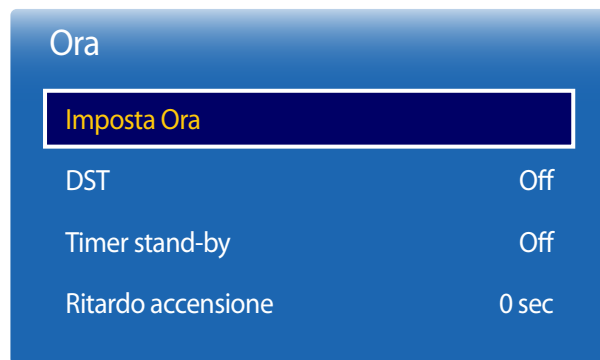 Ora
Imposta Ora
DST Off
Timer stand-by Off
Ritardo accensione 0 sec